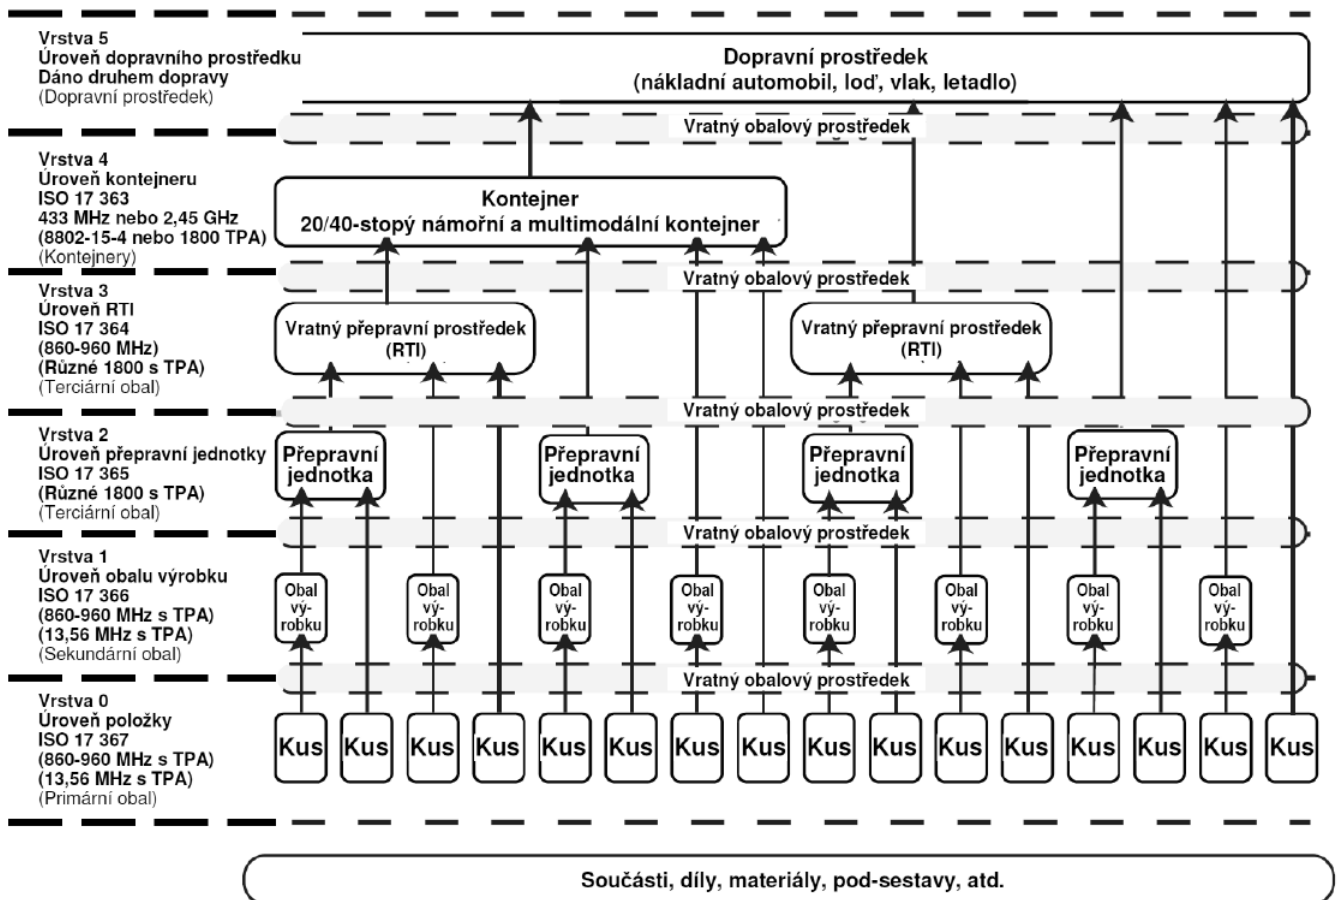 Vrstva 5
Úroveň dopravního prostředku
Dáno druhem dopravy
(Dopravní prostředek)
Dopravní prostředek
(nákladní automobil, loď, vlak, letadlo)
Vratný obalový prostředek
Vrstva 4
Úroveň kontejneru
ISO 17 363
433 MHz nebo 2,45 GHz
(8802-15-4 nebo 1800 TPA)
(Kontejnery)
Kontejner
20/40-stopý námořní a multimodální kontejner
Vratný obalový prostředek
Vrstva 3
Úroveň RTI
ISO 17 364
(860-960 MHz)
(Různé 1800 s TPA)
(Terciární obal)
Vratný přepravní prostředek
(RTI)
Vratný přepravní prostředek
(RTI)
Vratný obalový prostředek
Vrstva 2
Úroveň přepravní jednotky
ISO 17 365
(Různé 1800 s TPA)
(Terciární obal)
Přepravní
jednotka
Přepravní
jednotka
Přepravní
jednotka
Přepravní
jednotka
Vratný obalový prostředek
Vrstva 1
Úroveň obalu výrobku
ISO 17 366
(860-960 MHz s TPA)
(13,56 MHz s TPA)
(Sekundární obal)
Obal
vý-
robku
Obal
vý-
robku
Obal
vý-
robku
Obal
vý-
robku
Obal
vý-
robku
Obal
vý-
robku
Obal
vý-
robku
Obal
vý-
robku
Vratný obalový prostředek
Vrstva 0
Úroveň položky
ISO 17 367
(860-960 MHz s TPA)
(13,56 MHz s TPA)
(Primární obal)
Kus Kus Kus Kus Kus Kus Kus Kus Kus Kus Kus Kus Kus Kus Kus Kus
Součásti, díly, materiály, pod-sestavy, atd.